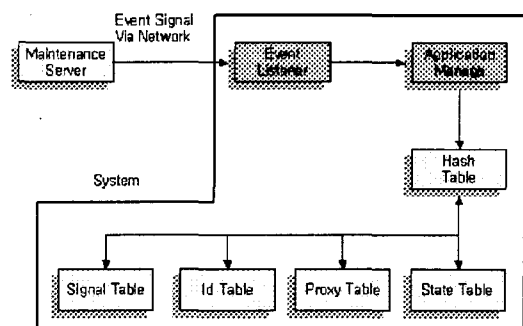 Event Signal
Via Network
Maintenance
Server
Event
Listener
Application
Manage
Hash
Table
System
Signal Table
Id Table
Proxy Table
State Table